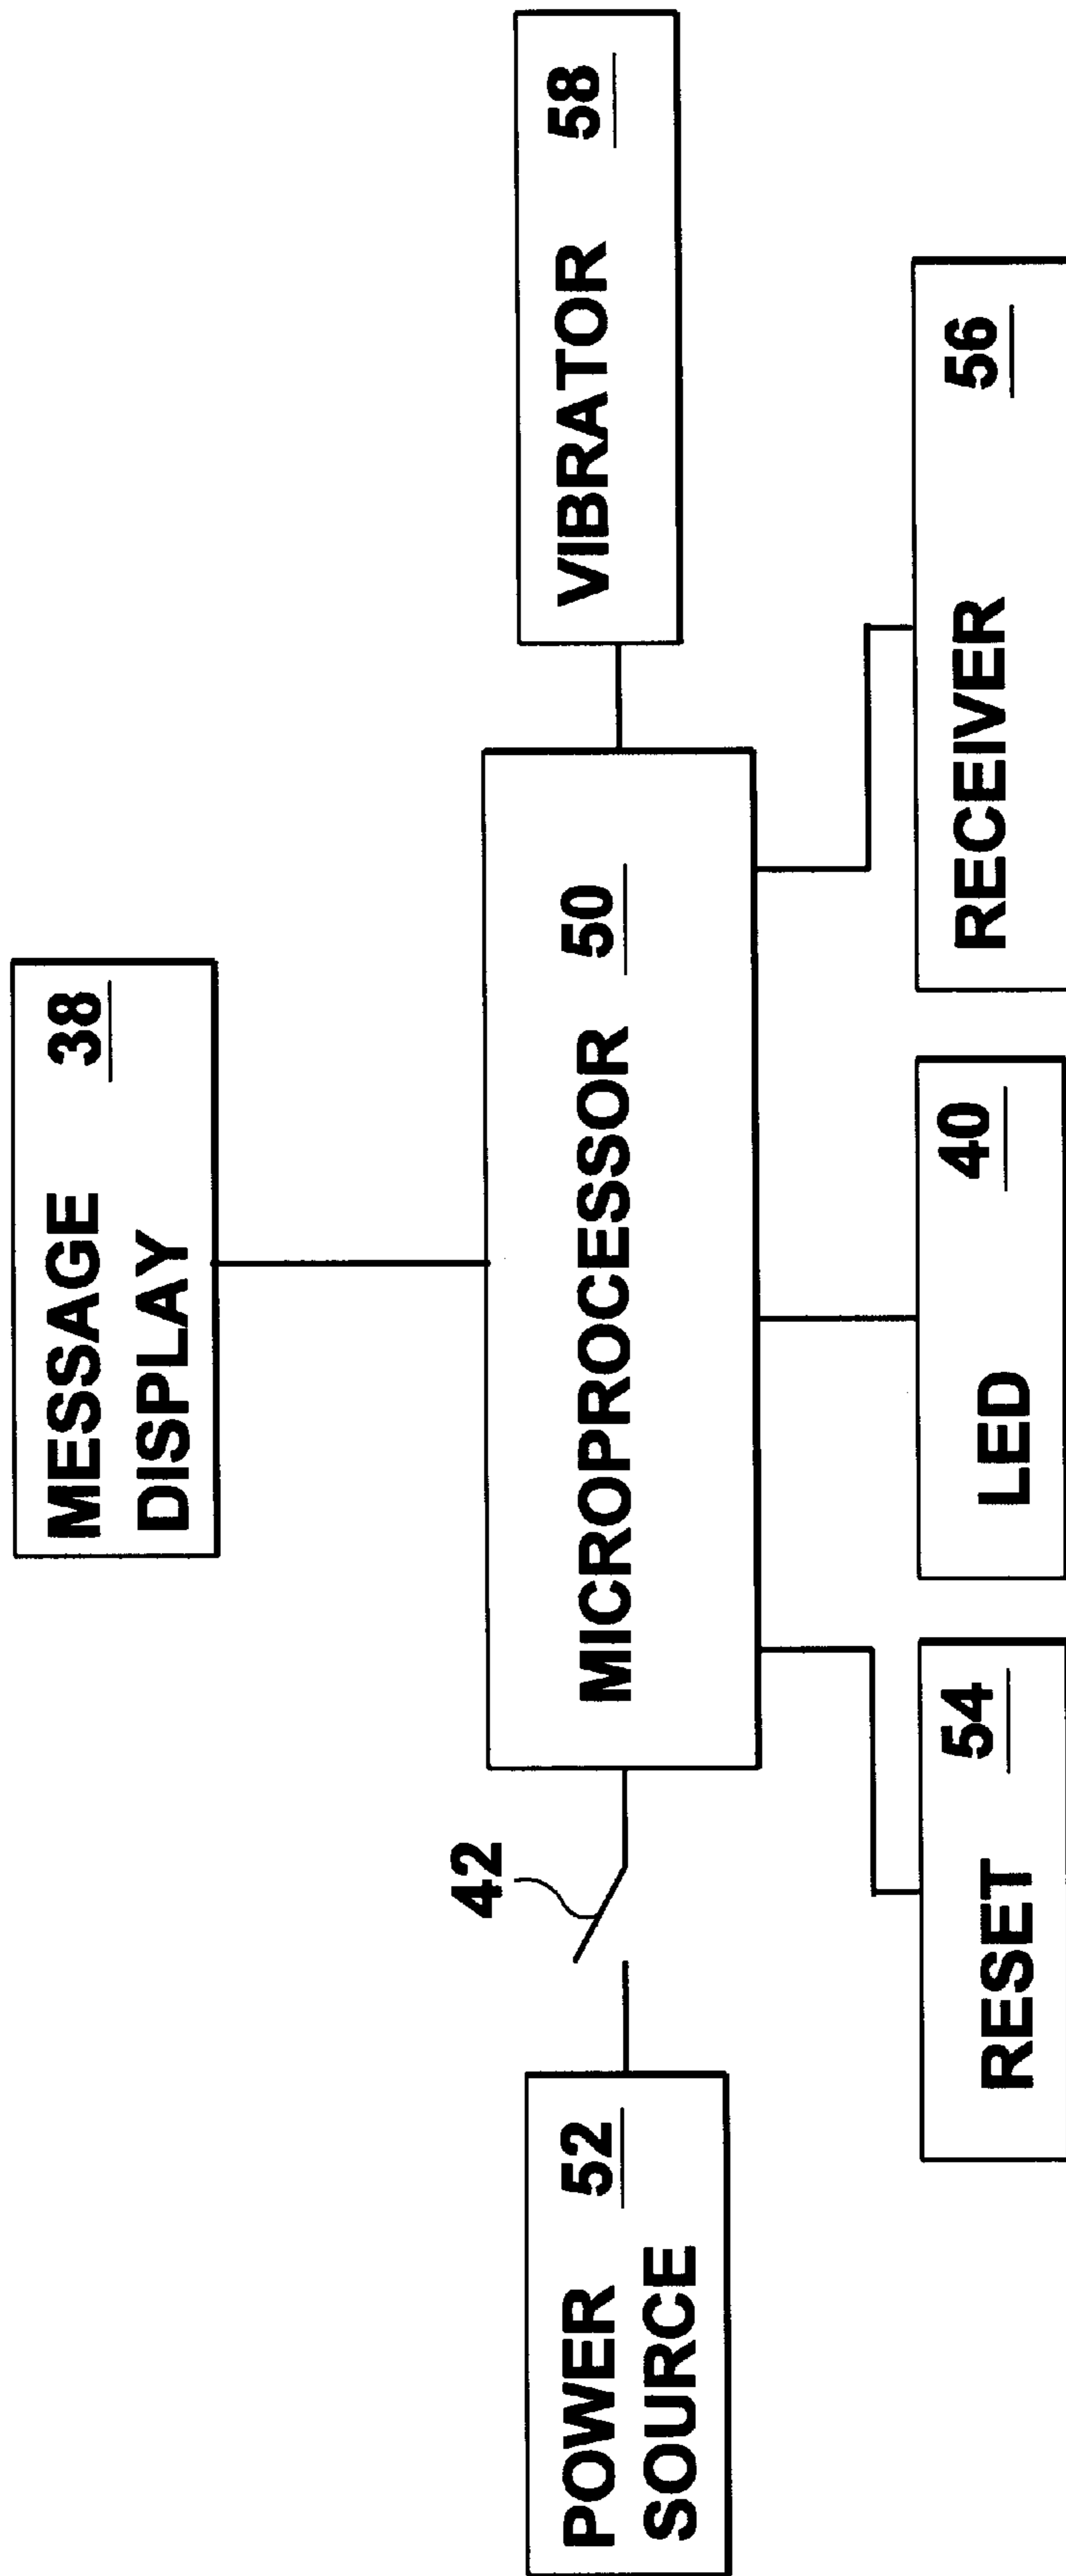 MESSAGE 38
DISPLAY
42
POWER 52
SOURCE
MICROPROCESSOR 50
VIBRATOR 58
RESET 54
LED 40
RECEIVER 56